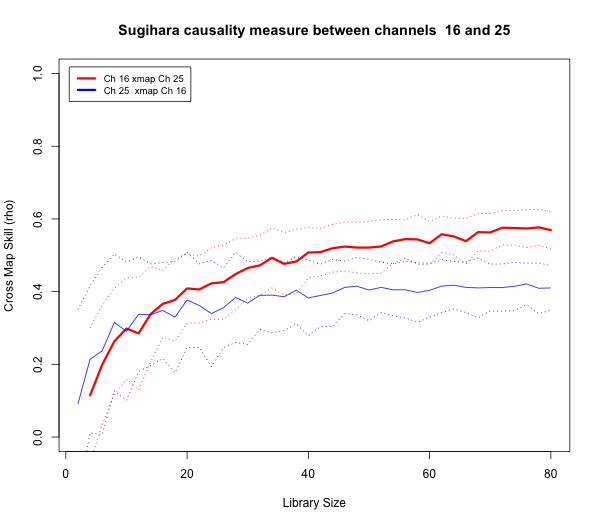 Sugihara causality measure between channels  16 and 25
Ch 16 xmap Ch 25
Ch 25  xmap Ch 16
Cross Map Skill (rho)
1.0
0.8
0.6
0.4
0.2
0.0
0 20 40 60 80
Library Size